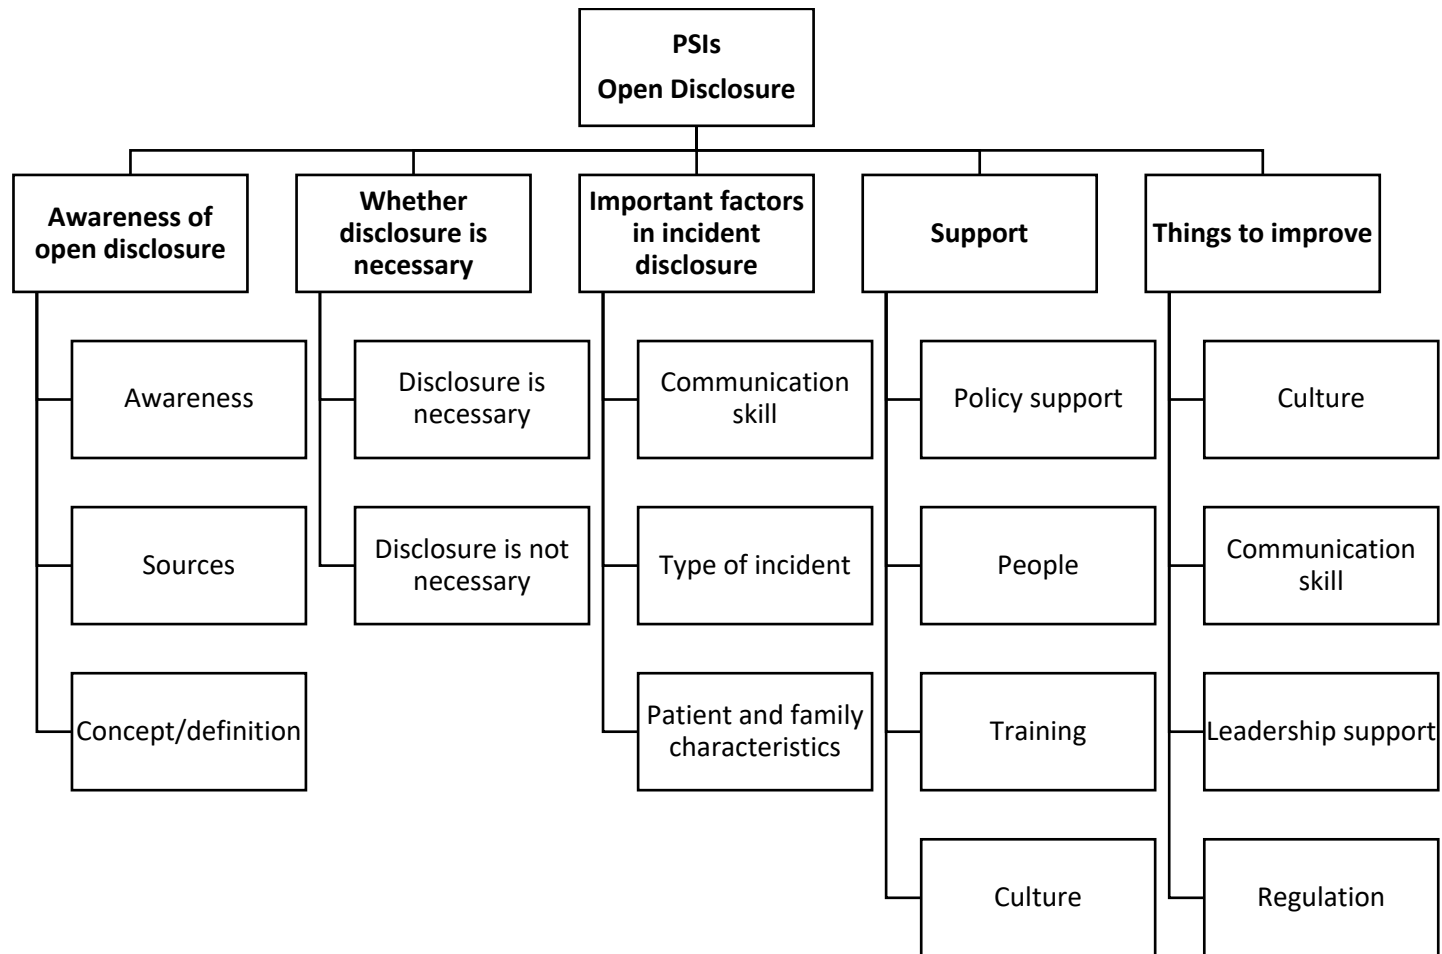 PSIs
Open Disclosure
Awareness of
open disclosure
Whether
disclosure is
necessary
Important factors
in incident
disclosure
Support
Things to improve
Awareness
Sources
Concept/definition
Disclosure is
necessary
Disclosure is not
necessary
Communication
skill
Type of incident
Patient and family
characteristics
Policy support
People
Training
Culture
Culture
Communication
skill
Leadership support
Regulation